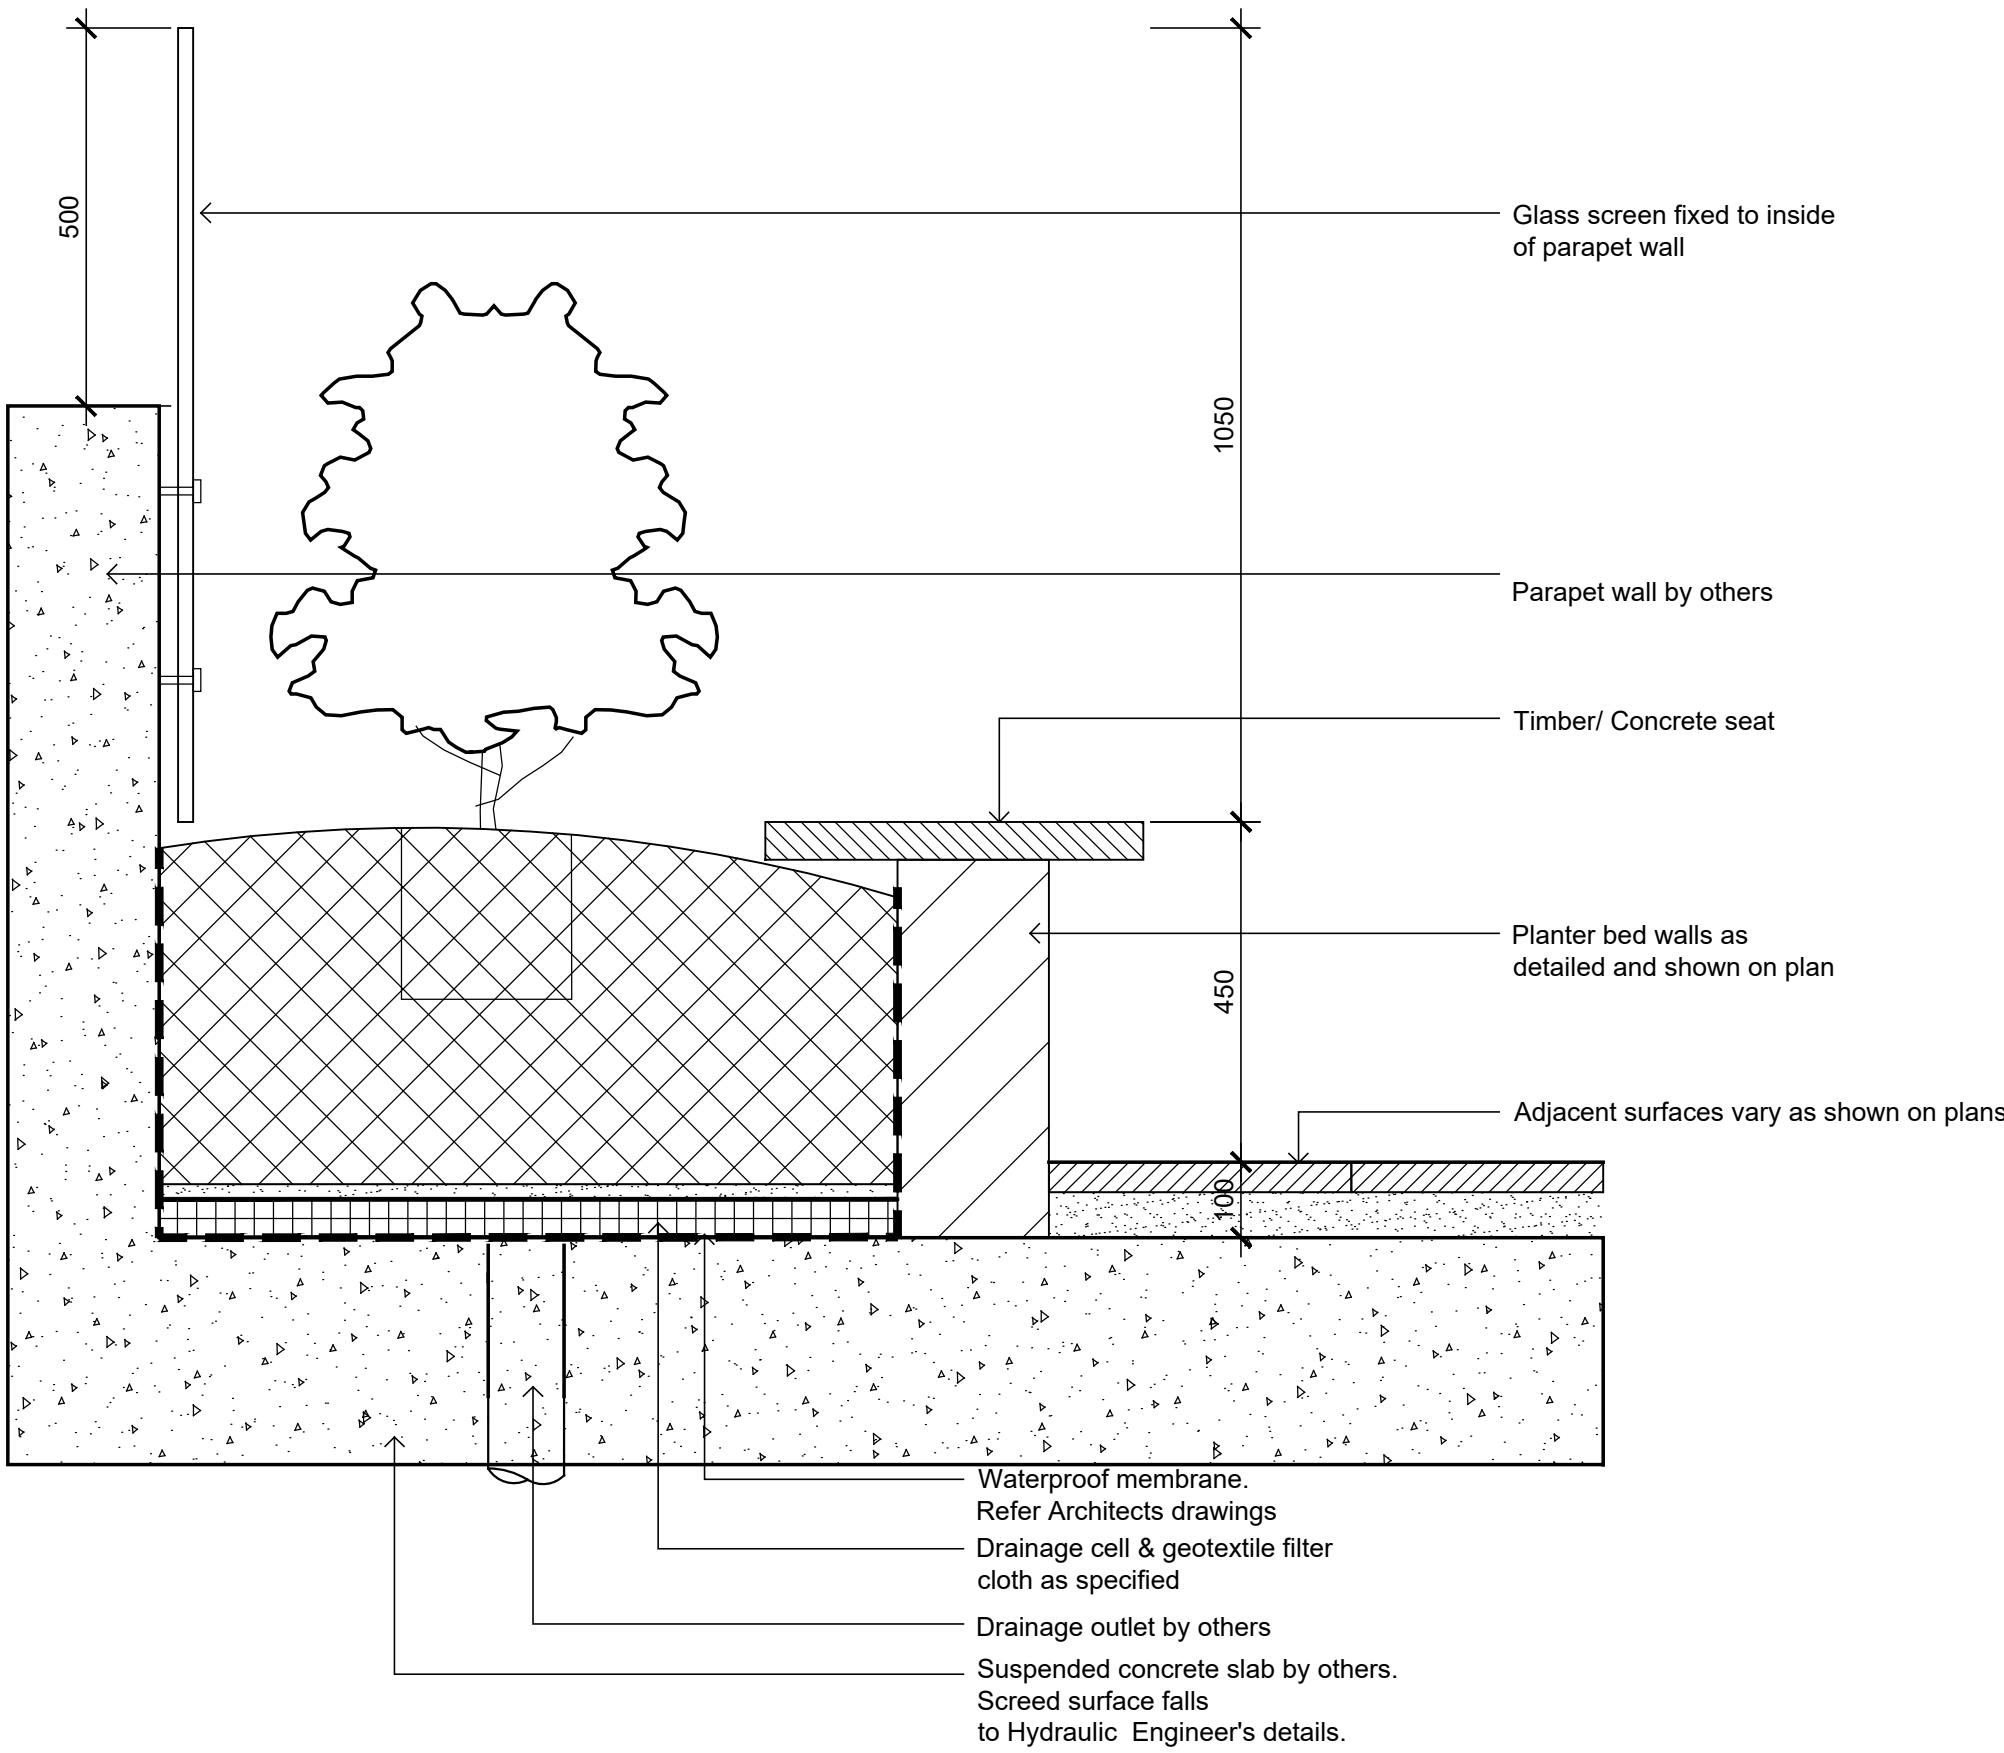 500
Glass screen fixed to inside
of parapet wall
1050
Parapet wall by others
Timber/ Concrete seat
Planter bed walls as
detailed and shown on plan
450
Adjacent surfaces vary as shown on plans
100
Waterproof membrane.
Refer Architects drawings
Drainage cell & geotextile filter
cloth as specified
Drainage outlet by others
Suspended concrete slab by others.
Screed surface falls
to Hydraulic Engineer's details.